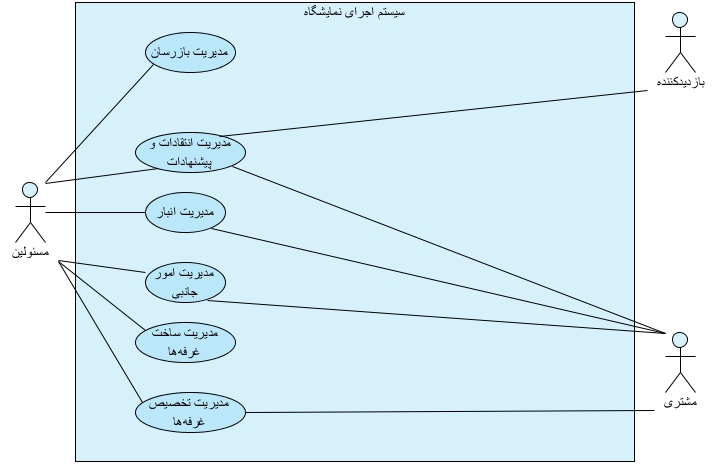 سیستم اجرای نمایشگاه
مدیریت بازرسان
بازدیدکننده
مدیریت انتقادات و
پیشنهادات
مدیریت انبار
مسئولین
مدیریت امور
جانبی
مدیریت ساخت
غرفه‌ها
مدیریت تخصیص
غرفه‌ها
مشتری